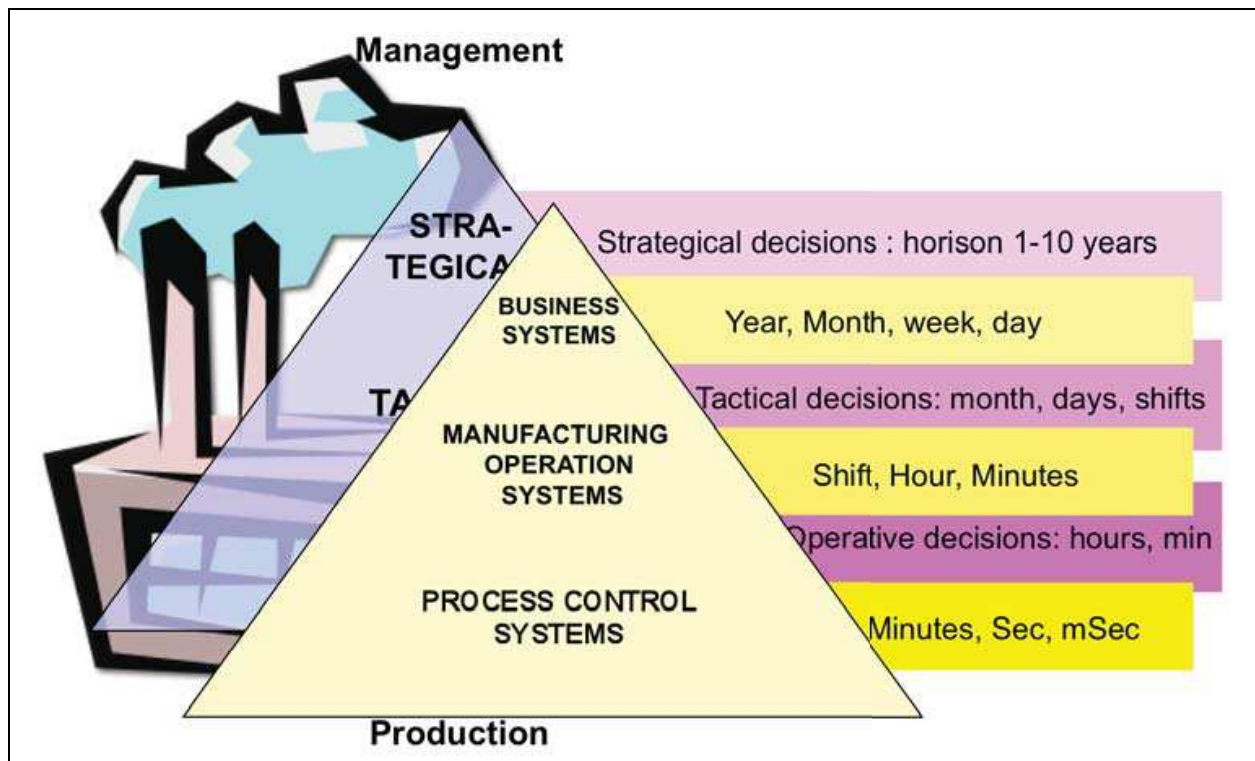 Management
STRA-
TEGICA
Strategical decisions : horison 1-10 years
BUSINESS
SYSTEMS
Year, Month, week, day
TA
Tactical decisions: month, days, shifts
MANUFACTURING
OPERATION
SYSTEMS
Shift, Hour, Minutes
Operative decisions: hours, min
PROCESS CONTROL
SYSTEMS
Minutes, Sec, mSec
Production